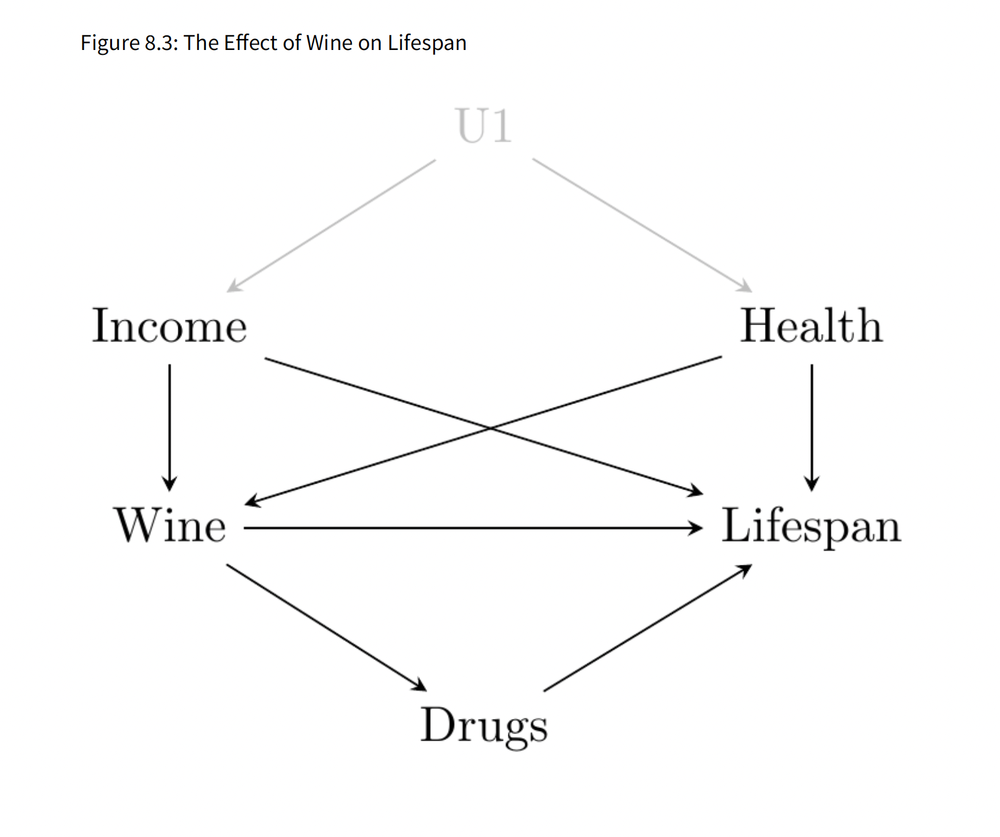 Figure 8.3: The Effect of Wine on Lifespan
U1
Income Health
Wine Lifespan
Drugs